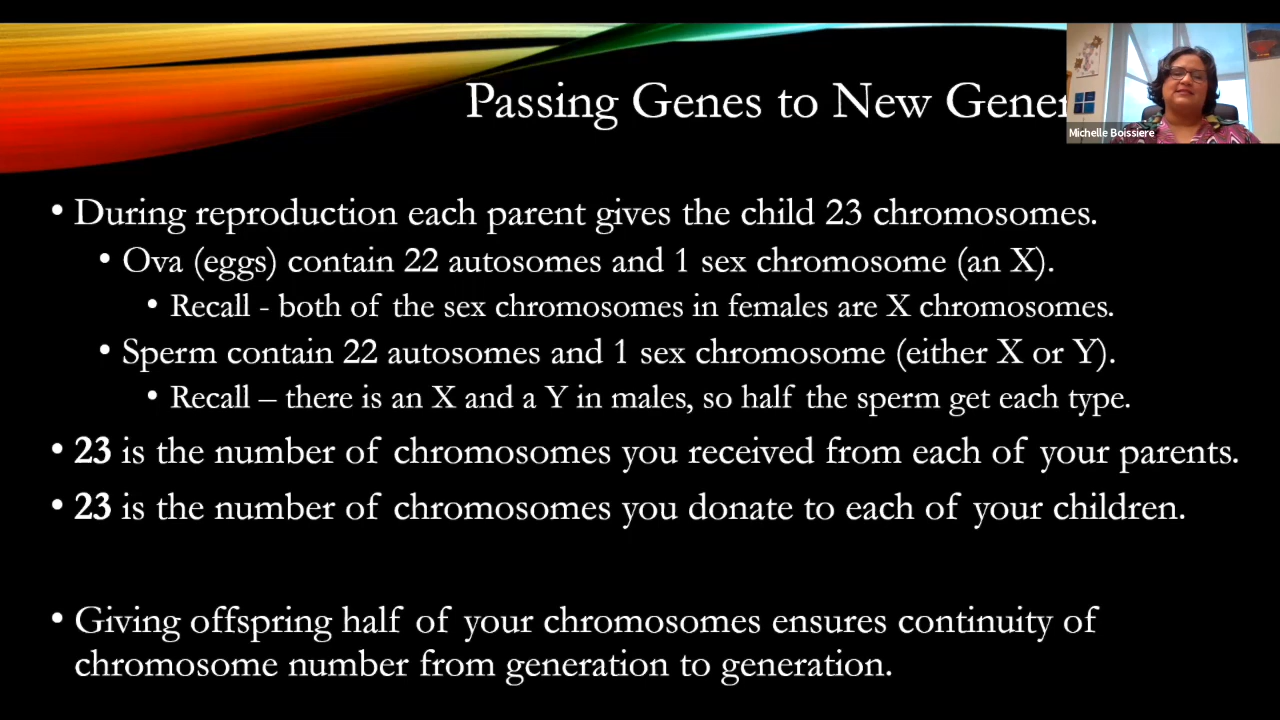 Passing Genes to New Gener
Michelle Boissiere
• During reproduction each parent gives the child 23 chromosomes.
• Ova (eggs) contain 22 autosomes and 1 sex chromosome (an X).
• Recall - both of the sex chromosomes in females are X chromosomes.
• Sperm contain 22 autosomes and 1 sex chromosome (either X or Y).
• Recall – there is an X and a Y in males, so half the sperm get each type.
• 23 is the number of chromosomes you received from each of your parents.
• 23 is the number of chromosomes you donate to each of your children.
• Giving offspring half of your chromosomes ensures continuity of
chromosome number from generation to generation.